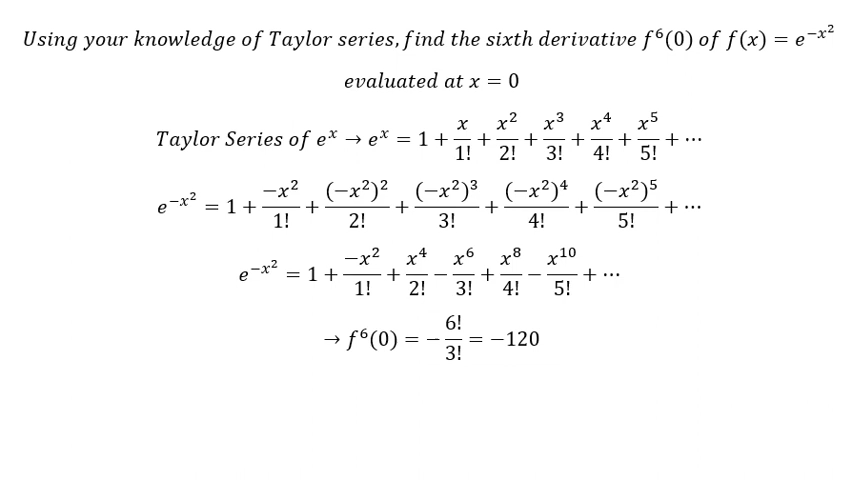 Using your knowledge of Taylor series, find the sixth derivative f⁶(0) of f(x) = e^(−x²)
evaluated at x = 0
Taylor Series of eˣ → eˣ = 1 + x/1! + x²/2! + x³/3! + x⁴/4! + x⁵/5! + ⋯
e^(−x²) = 1 + −x²/1! + (−x²)²/2! + (−x²)³/3! + (−x²)⁴/4! + (−x²)⁵/5! + ⋯
e^(−x²) = 1 + −x²/1! + x⁴/2! − x⁶/3! + x⁸/4! − x¹⁰/5! + ⋯
→ f⁶(0) = − 6!/3! = −120